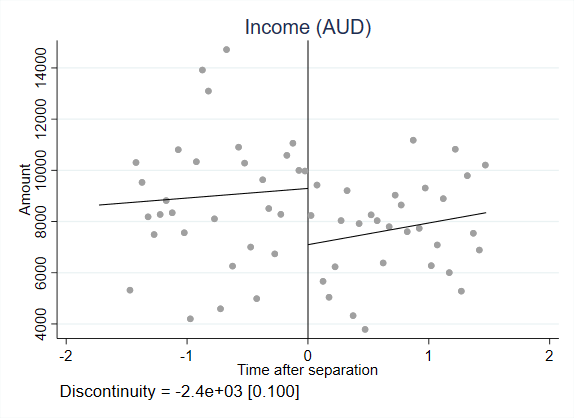 Income (AUD)
Amount
14000
12000
10000
8000
6000
4000
-2
-1
0
1
2
Time after separation
Discontinuity = -2.4e+03 [0.100]